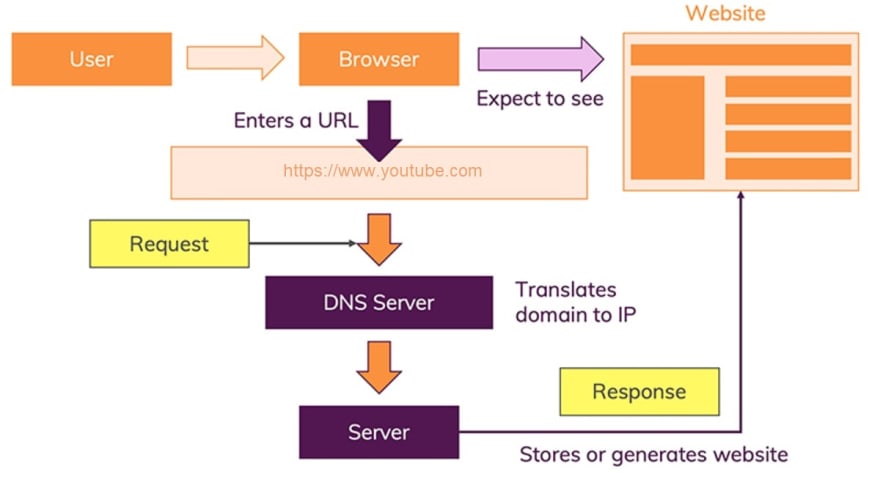 Website
User
Browser
Expect to see
Enters a URL
https://www.youtube.com
Request
DNS Server
Translates
domain to IP
Response
Server
Stores or generates website